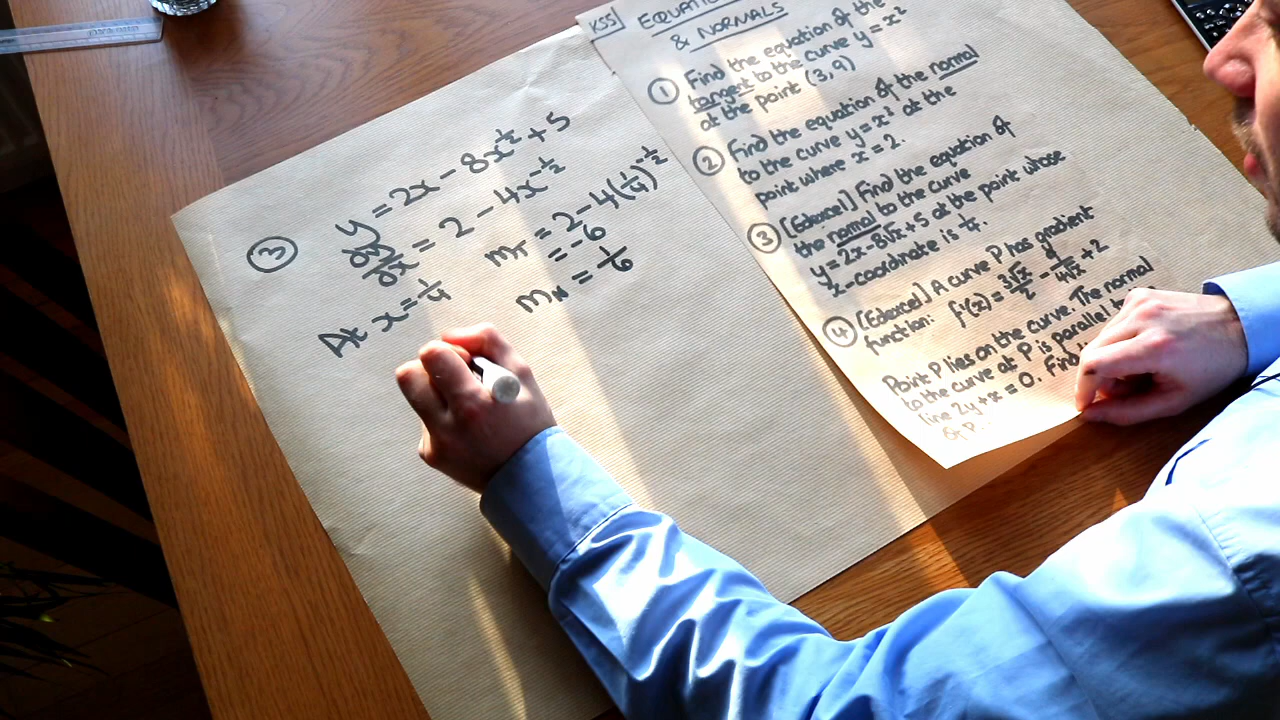 ③
y = 2x − 8x^½ + 5
dy/dx = 2 − 4x^-½
At x = ¼
m_T = 2 − 4(¼)^-½
= −6
m_N = 1/6
KS5
& NORMALS
① Find the equation of the
tangent to the curve y = x²
at the point (3, 9)
② Find the equation of the normal
to the curve y = x³ at the
point where x = 2.
③ [Edexcel] Find the equation of
the normal to the curve
y = 2x − 8√x + 5 at the point whose
x-coordinate is ¼.
④ [Edexcel] A curve P has gradient
function: f'(x) = 3√x/2 − 9/4√x + 2
Point P lies on the curve. The normal
to the curve at P is parallel to
line 2y + x = 0. Find
of P.